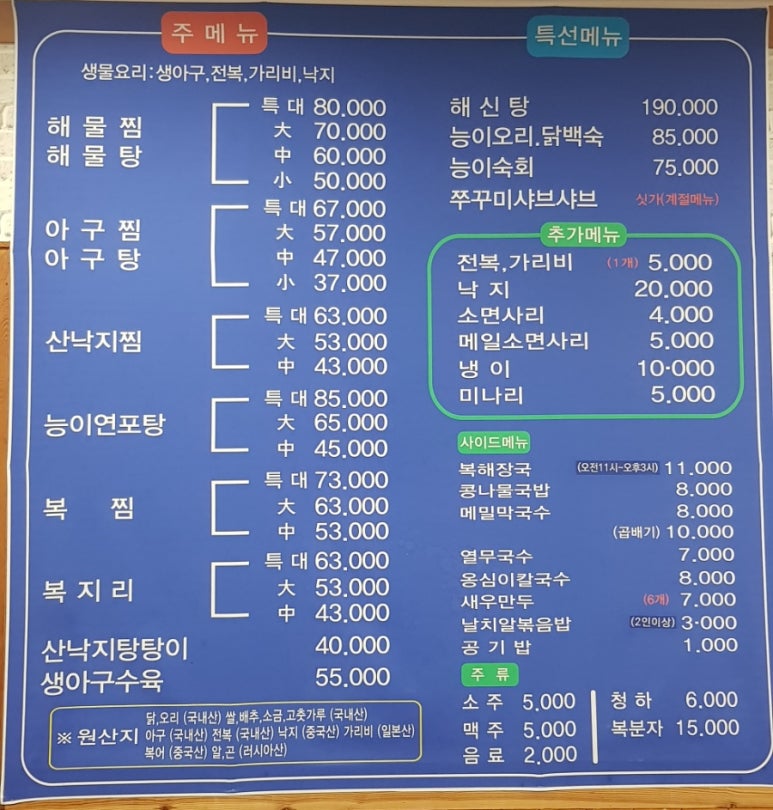 주 메 뉴
생물요리:생아구,전복,가리비,낙지
해 물 찜
해 물 탕
특 대 80.000
大 70.000
中 60.000
小 50.000
아 구 찜
아 구 탕
특 대 67.000
大 57.000
中 47.000
小 37.000
산낙지찜
특 대 63.000
大 53.000
中 43.000
능이연포탕
특 대 85.000
大 65.000
中 45.000
복 찜
특 대 73.000
大 63.000
中 53.000
복 지 리
특 대 63.000
大 53.000
中 43.000
산낙지탕탕이 40.000
생아구수육 55.000
※ 원산지
닭,오리 (국내산) 쌀,배추,소금,고춧가루 (국내산)
아구 (국내산) 전복 (국내산) 낙지 (중국산) 가리비 (일본산)
복어 (중국산) 알,곤 (러시아산)
특선메뉴
해 신 탕 190.000
능이오리.닭백숙 85.000
능이숙회 75.000
쭈꾸미샤브샤브 싯가(계절메뉴)
추가메뉴
전복,가리비 (1개) 5.000
낙 지 20.000
소면사리 4.000
메일소면사리 5.000
냉 이 10·000
미나리 5.000
사이드메뉴
복해장국 (오전11시~오후3시) 11.000
콩나물국밥 8.000
메밀막국수 8.000
(곱배기) 10.000
열무국수 7.000
옹심이칼국수 8.000
새우만두 (6개) 7.000
날치알볶음밥 (2인이상) 3·000
공 기 밥 1.000
주 류
소 주 5.000
맥 주 5.000
음 료 2.000
청 하 6.000
복분자 15.000